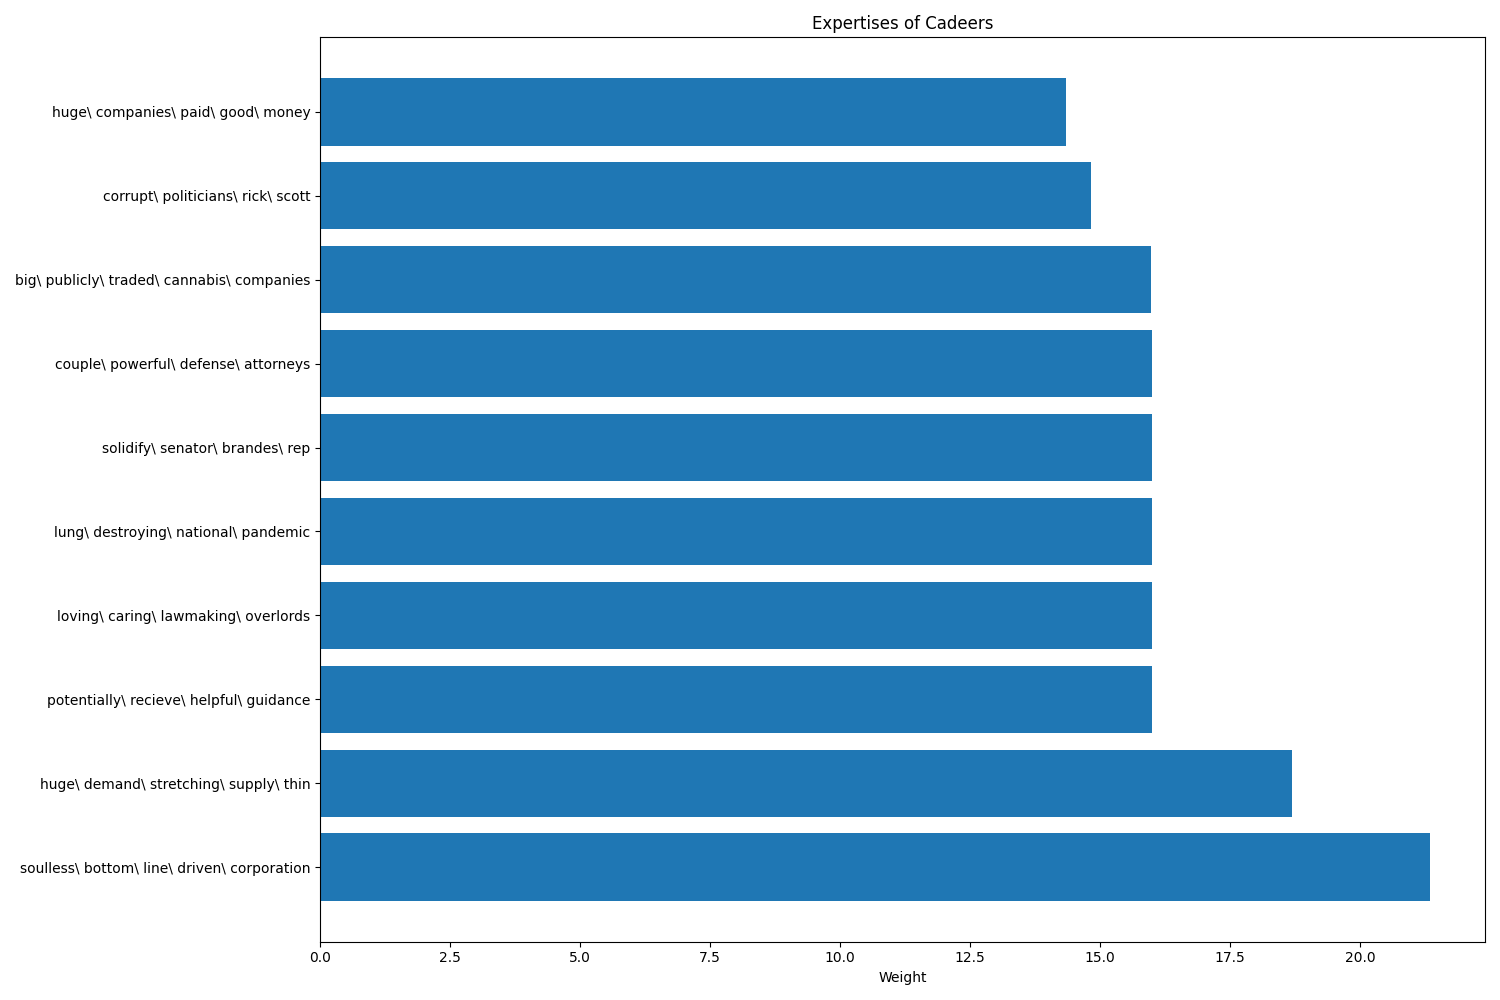 Expertises of Cadeers
huge\ companies\ paid\ good\ money
corrupt\ politicians\ rick\ scott
big\ publicly\ traded\ cannabis\ companies
couple\ powerful\ defense\ attorneys
solidify\ senator\ brandes\ rep
lung\ destroying\ national\ pandemic
loving\ caring\ lawmaking\ overlords
potentially\ recieve\ helpful\ guidance
huge\ demand\ stretching\ supply\ thin
soulless\ bottom\ line\ driven\ corporation
0.0 2.5 5.0 7.5 10.0 12.5 15.0 17.5 20.0
Weight